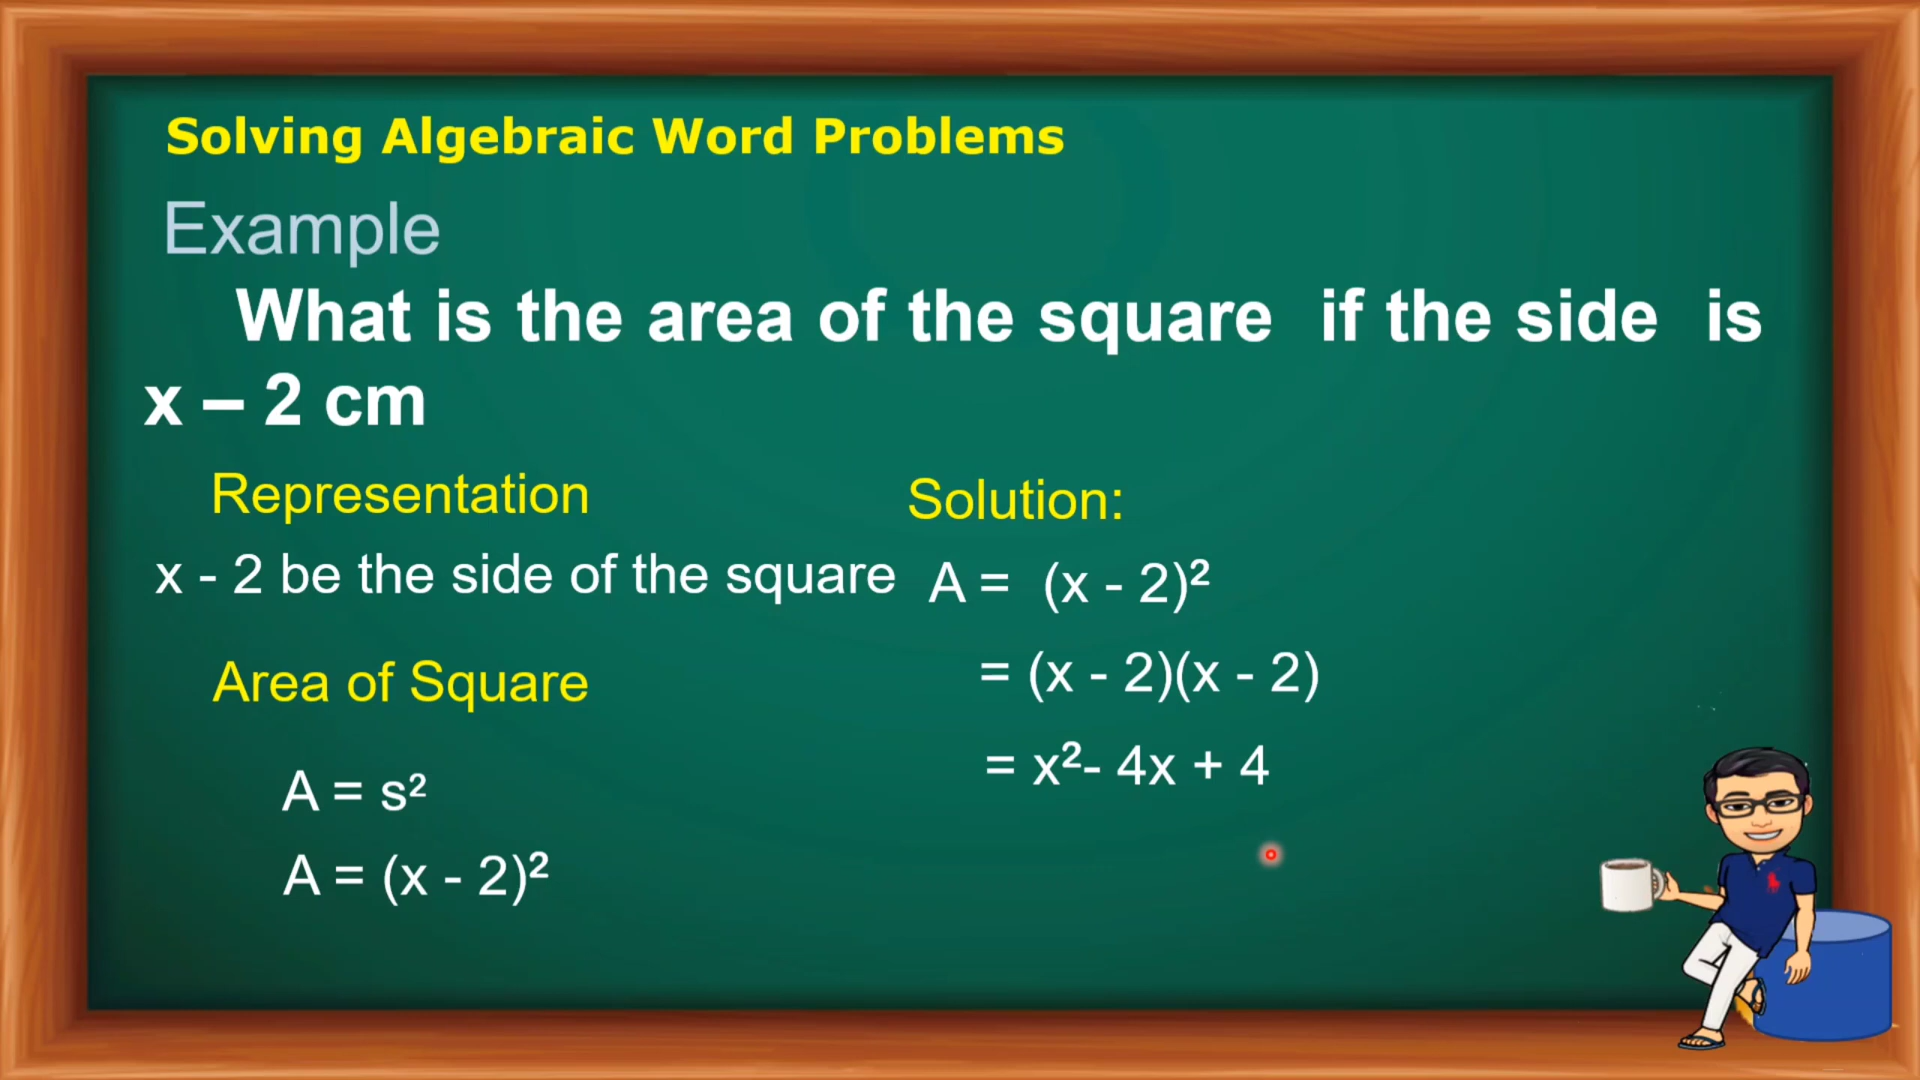 Solving Algebraic Word Problems
Example
What is the area of the square if the side is
x – 2 cm
Representation
x - 2 be the side of the square
Area of Square
A = s²
A = (x - 2)²
Solution:
A = (x - 2)²
= (x - 2)(x - 2)
= x²- 4x + 4